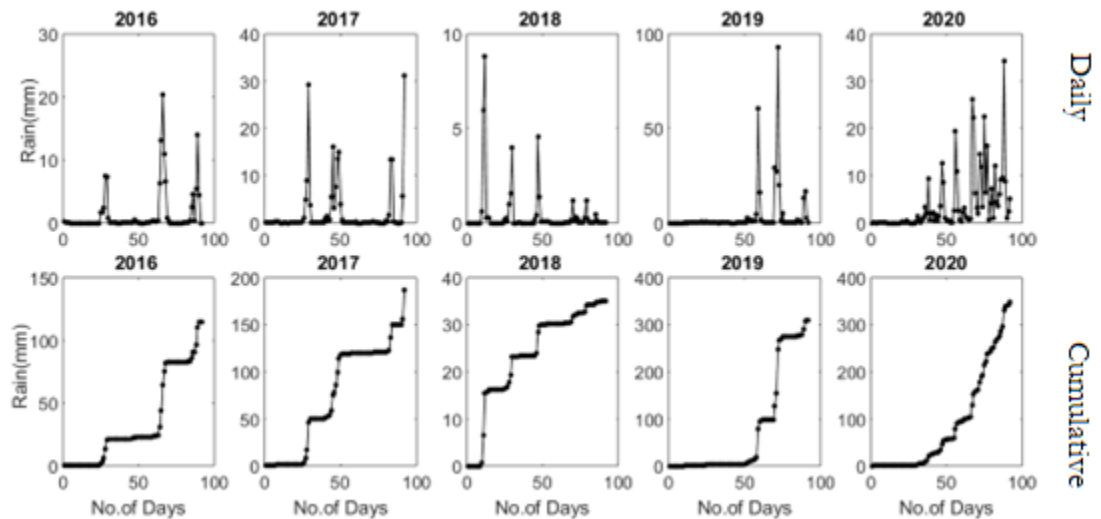 2016 2017 2018 2019 2020
30 40 10 100 40
Rain(mm)
20 30 5 50 30
10 20 20
10 10
0 0 0 0 0
0 50 100 0 50 100 0 50 100 0 50 100 0 50 100
Daily
2016 2017 2018 2019 2020
150 200 40 400 400
Rain(mm)
100 150 30 300 300
50 100 20 200 200
50 10 100 100
0 0 0 0 0
0 50 100 0 50 100 0 50 100 0 50 100 0 50 100
No.of Days No.of Days No.of Days No.of Days No.of Days
Cumulative